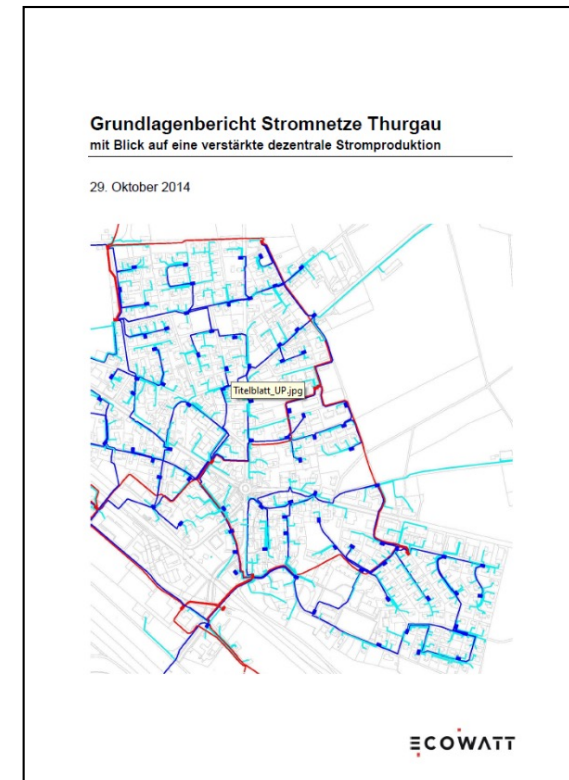 Grundlagenbericht Stromnetze Thurgau
mit Blick auf eine verstärkte dezentrale Stromproduktion
29. Oktober 2014
Titelblatt_UP.jpg
ECOWATT